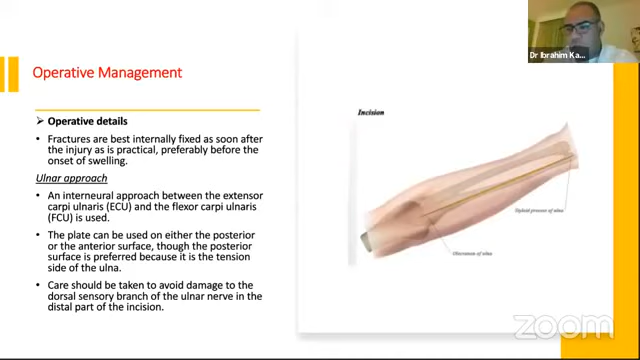 Dr Ibrahim Ka...
Operative Management
➢ Operative details
• Fractures are best internally fixed as soon after
the injury as is practical, preferably before the
onset of swelling.
Ulnar approach
• An interneural approach between the extensor
carpi ulnaris (ECU) and the flexor carpi ulnaris
(FCU) is used.
• The plate can be used on either the posterior
or the anterior surface, though the posterior
surface is preferred because it is the tension
side of the ulna.
• Care should be taken to avoid damage to the
dorsal sensory branch of the ulnar nerve in the
distal part of the incision.
Incision
of ulna
Olecranon of ulna
zoom